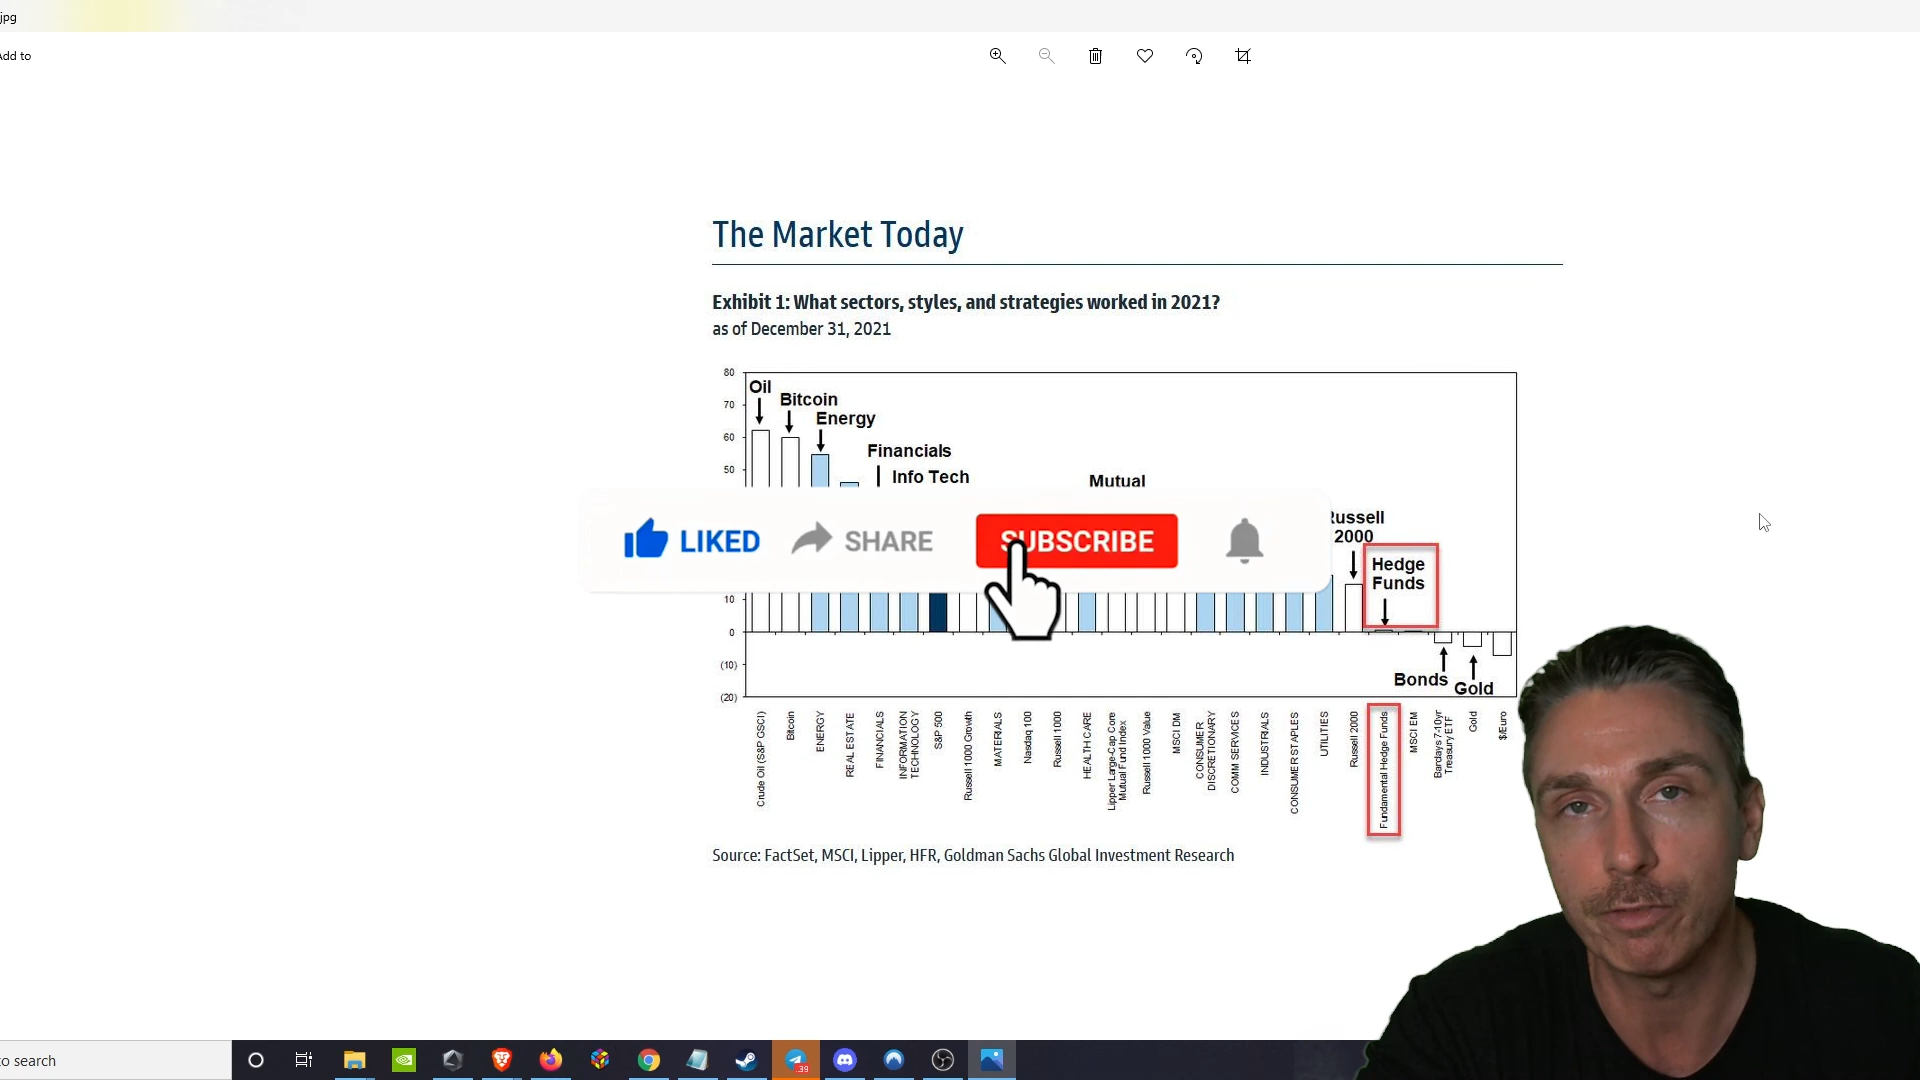 jpg
Add to
The Market Today
Exhibit 1: What sectors, styles, and strategies worked in 2021?
as of December 31, 2021
80
70
60
50
10
0
(10)
(20)
Oil
Bitcoin
Energy
Financials
Info Tech
Mutual
Russell
2000
Hedge
Funds
Bonds
Gold
LIKED
SHARE
SUBSCRIBE
Crude Oil (S&P GSCI)
Bitcoin
ENERGY
REAL ESTATE
FINANCIALS
INFORMATION
TECHNOLOGY
S&P 500
Russell 1000 Growth
MATERIALS
Nasdaq 100
Russell 1000
HEALTH CARE
Lipper Large-Cap Core
Mutual Fund Index
Russell 1000 Value
MSCI DM
CONSUMER
DISCRETIONARY
COMM SERVICES
INDUSTRIALS
CONSUMER STAPLES
UTILITIES
Russell 2000
Fundamental Hedge Funds
MSCI EM
Barclays 7-10yr
Treasury ETF
Gold
$/Euro
Source: FactSet, MSCI, Lipper, HFR, Goldman Sachs Global Investment Research
to search
39